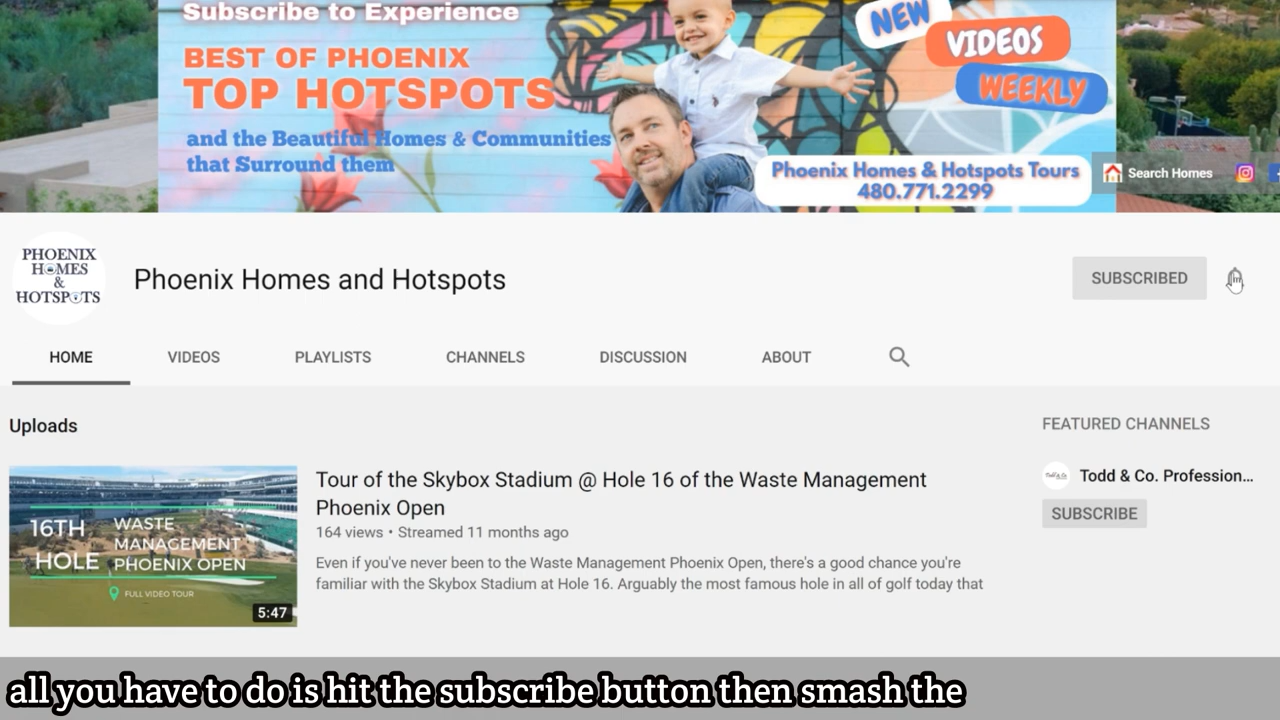 Subscribe to Experience
BEST OF PHOENIX
TOP HOTSPOTS
and the Beautiful Homes & Communities
that Surround them
NEW
VIDEOS
WEEKLY
Phoenix Homes & Hotspots Tours
480.771.2299
Search Homes
PHOENIX
HOMES
&
HOTSPOTS
Phoenix Homes and Hotspots
SUBSCRIBED
HOME VIDEOS PLAYLISTS CHANNELS DISCUSSION ABOUT
Uploads
FEATURED CHANNELS
Todd & Co. Profession...
SUBSCRIBE
16TH
HOLE
WASTE
MANAGEMENT
PHOENIX OPEN
FULL VIDEO TOUR
5:47
Tour of the Skybox Stadium @ Hole 16 of the Waste Management
Phoenix Open
164 views • Streamed 11 months ago
Even if you've never been to the Waste Management Phoenix Open, there's a good chance you're
familiar with the Skybox Stadium at Hole 16. Arguably the most famous hole in all of golf today that
all you have to do is hit the subscribe button then smash the